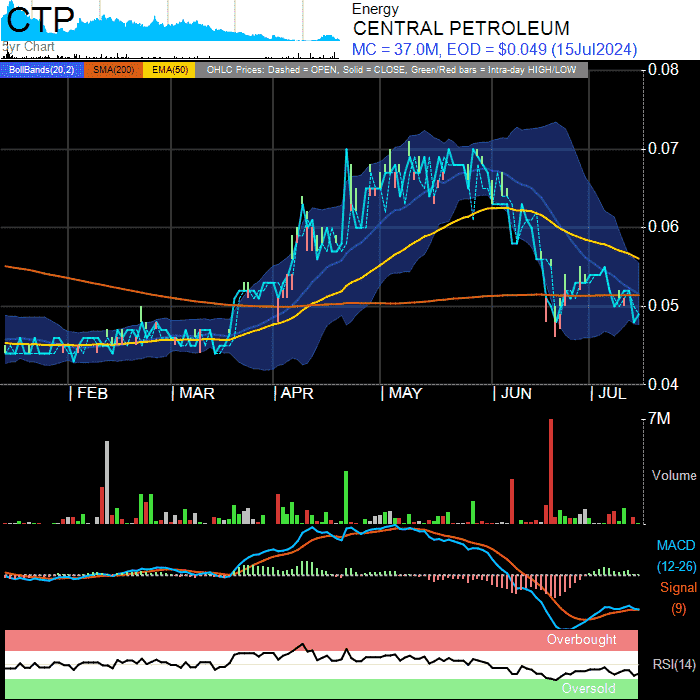 CTP
5yr Chart
Energy
CENTRAL PETROLEUM
MC = 37.0M, EOD = $0.049 (15Jul2024)
BollBands(20,2) SMA(200) EMA(50) OHLC Prices: Dashed = OPEN, Solid = CLOSE, Green/Red bars = Intra-day HIGH/LOW
0.08
0.07
0.06
0.05
0.04
| FEB | MAR | APR | MAY | JUN | JUL
7M
Volume
MACD
(12-26)
Signal
(9)
Overbought
RSI(14)
Oversold